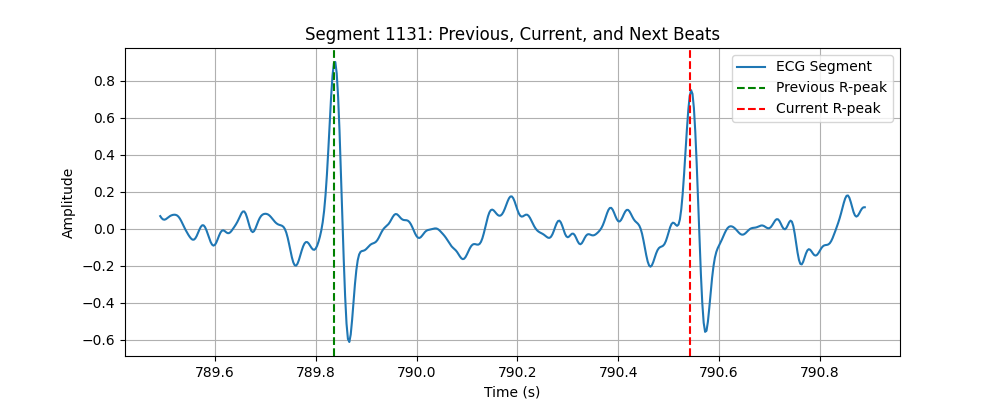 Segment 1131: Previous, Current, and Next Beats
ECG Segment
Previous R-peak
Current R-peak
Amplitude
0.8
0.6
0.4
0.2
0.0
−0.2
−0.4
−0.6
789.6 789.8 790.0 790.2 790.4 790.6 790.8
Time (s)